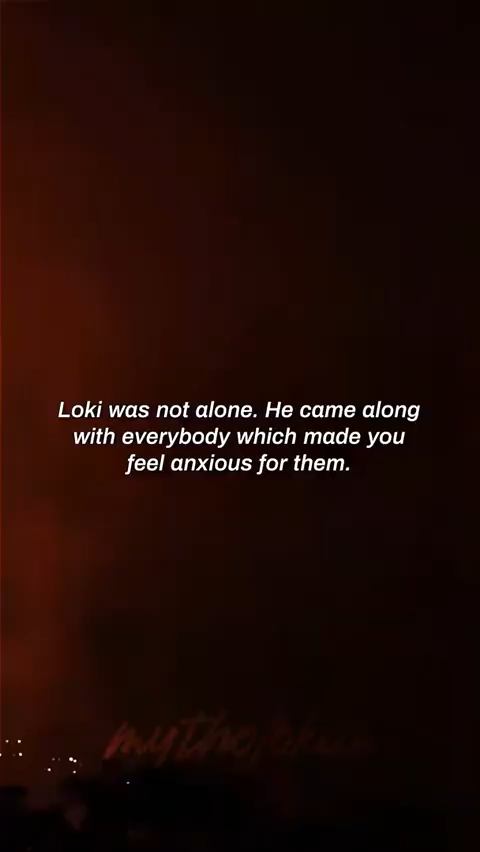 Loki was not alone. He came along
with everybody which made you
feel anxious for them.